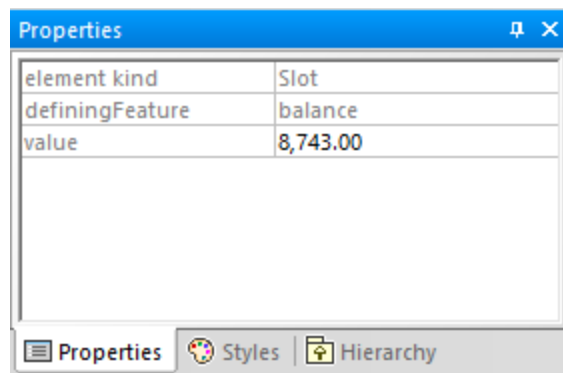 Properties
element kind Slot
definingFeature balance
value 8,743.00
Properties Styles Hierarchy